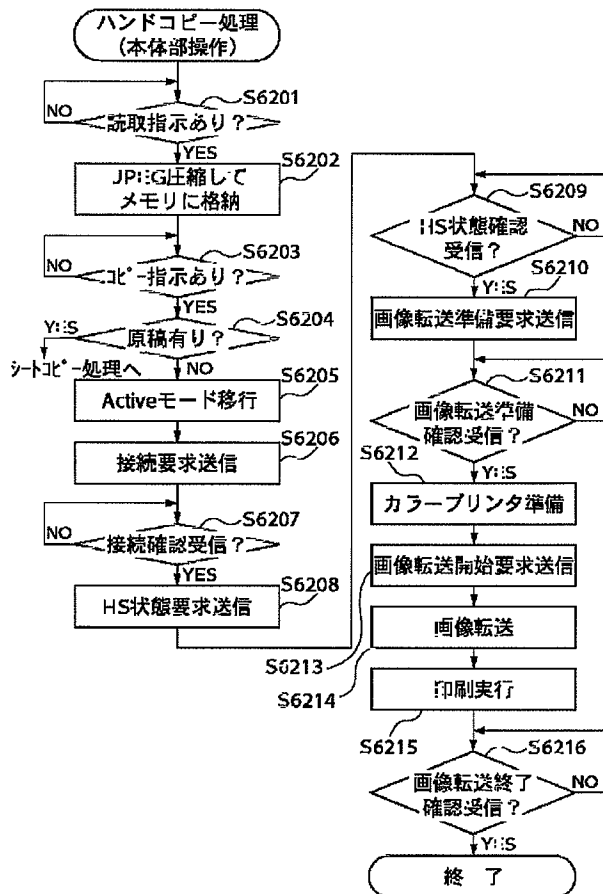 ハンドコピー処理
(本体部操作)
S6201
読取指示あり?
NO
YES
S6202
JPEG圧縮して
メモリに格納
S6203
コピー指示あり?
NO
YES
S6204
原稿有り?
YES
シートコピー処理へ
NO
S6205
Activeモード移行
S6206
接続要求送信
S6207
接続確認受信?
NO
YES
S6208
HS状態要求送信
S6209
HS状態確認
受信?
NO
YES
S6210
画像転送準備要求送信
S6211
画像転送準備
確認受信?
NO
YES
S6212
カラープリンタ準備
画像転送開始要求送信
S6213
画像転送
S6214
印刷実行
S6215
S6216
画像転送終了
確認受信?
NO
YES
終 了